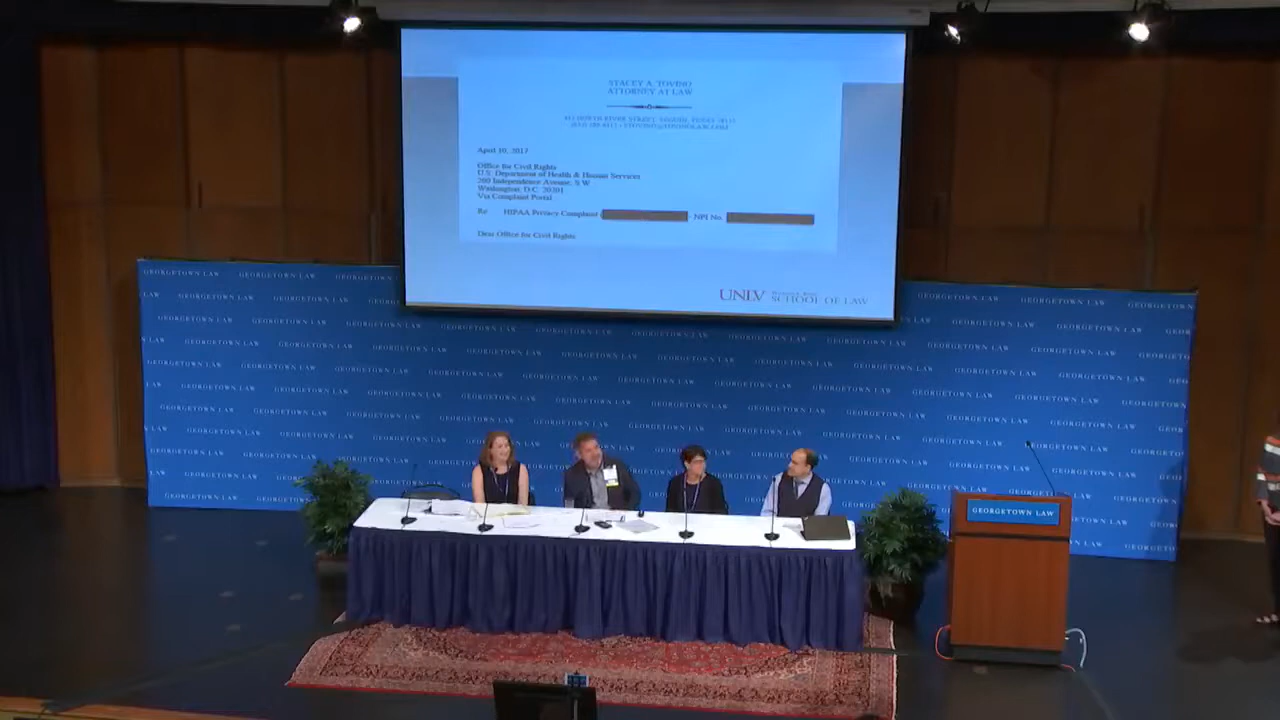 STACEY A. TOVINO
ATTORNEY AT LAW
April 10, 2017
Office for Civil Rights
U.S. Department of Health & Human Services
200 Independence Avenue, S.W.
Washington, D.C. 20201
Via Complaint Portal
Re: HIPAA Privacy Complaint ( - NPI No.
Dear Office for Civil Rights
UNLV SCHOOL OF LAW
GEORGETOWN LAW
GEORGETOWN LAW